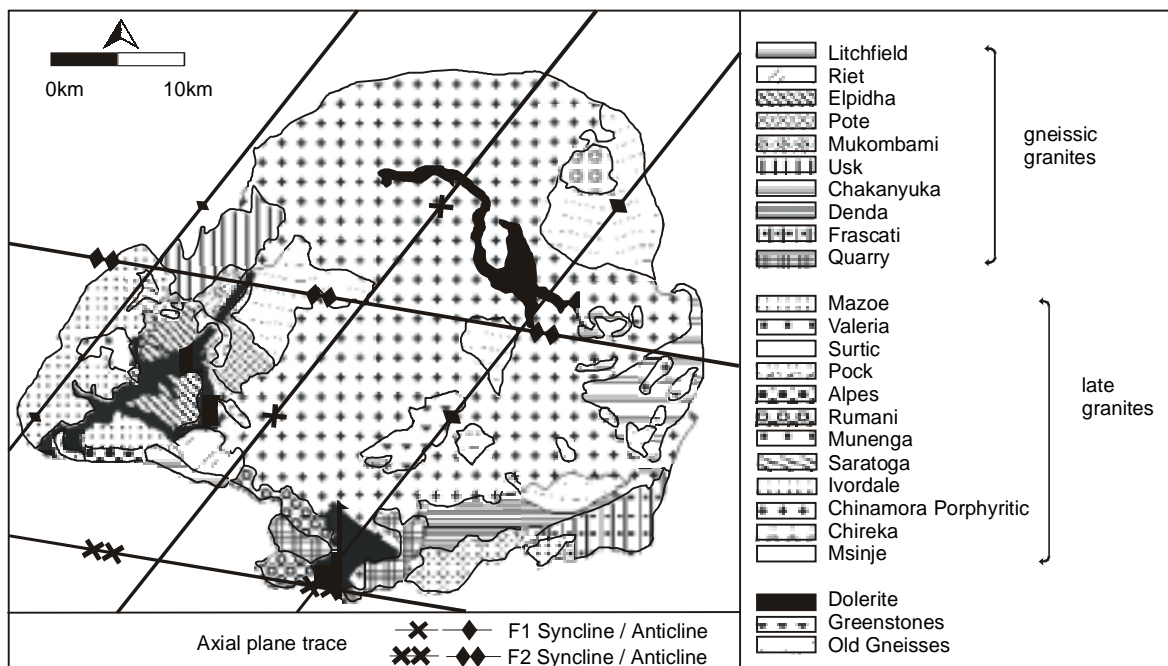 0km 10km
Litchfield
Riet
Elpidha
Pote
Mukombami
Usk
Chakanyuka
Denda
Frascati
Quarry
gneissic
granites
Mazoe
Valeria
Surtic
Pock
Alpes
Rumani
Munenga
Saratoga
Ivordale
Chinamora Porphyritic
Chireka
Msinje
late
granites
Dolerite
Greenstones
Old Gneisses
Axial plane trace
F1 Syncline / Anticline
F2 Syncline / Anticline